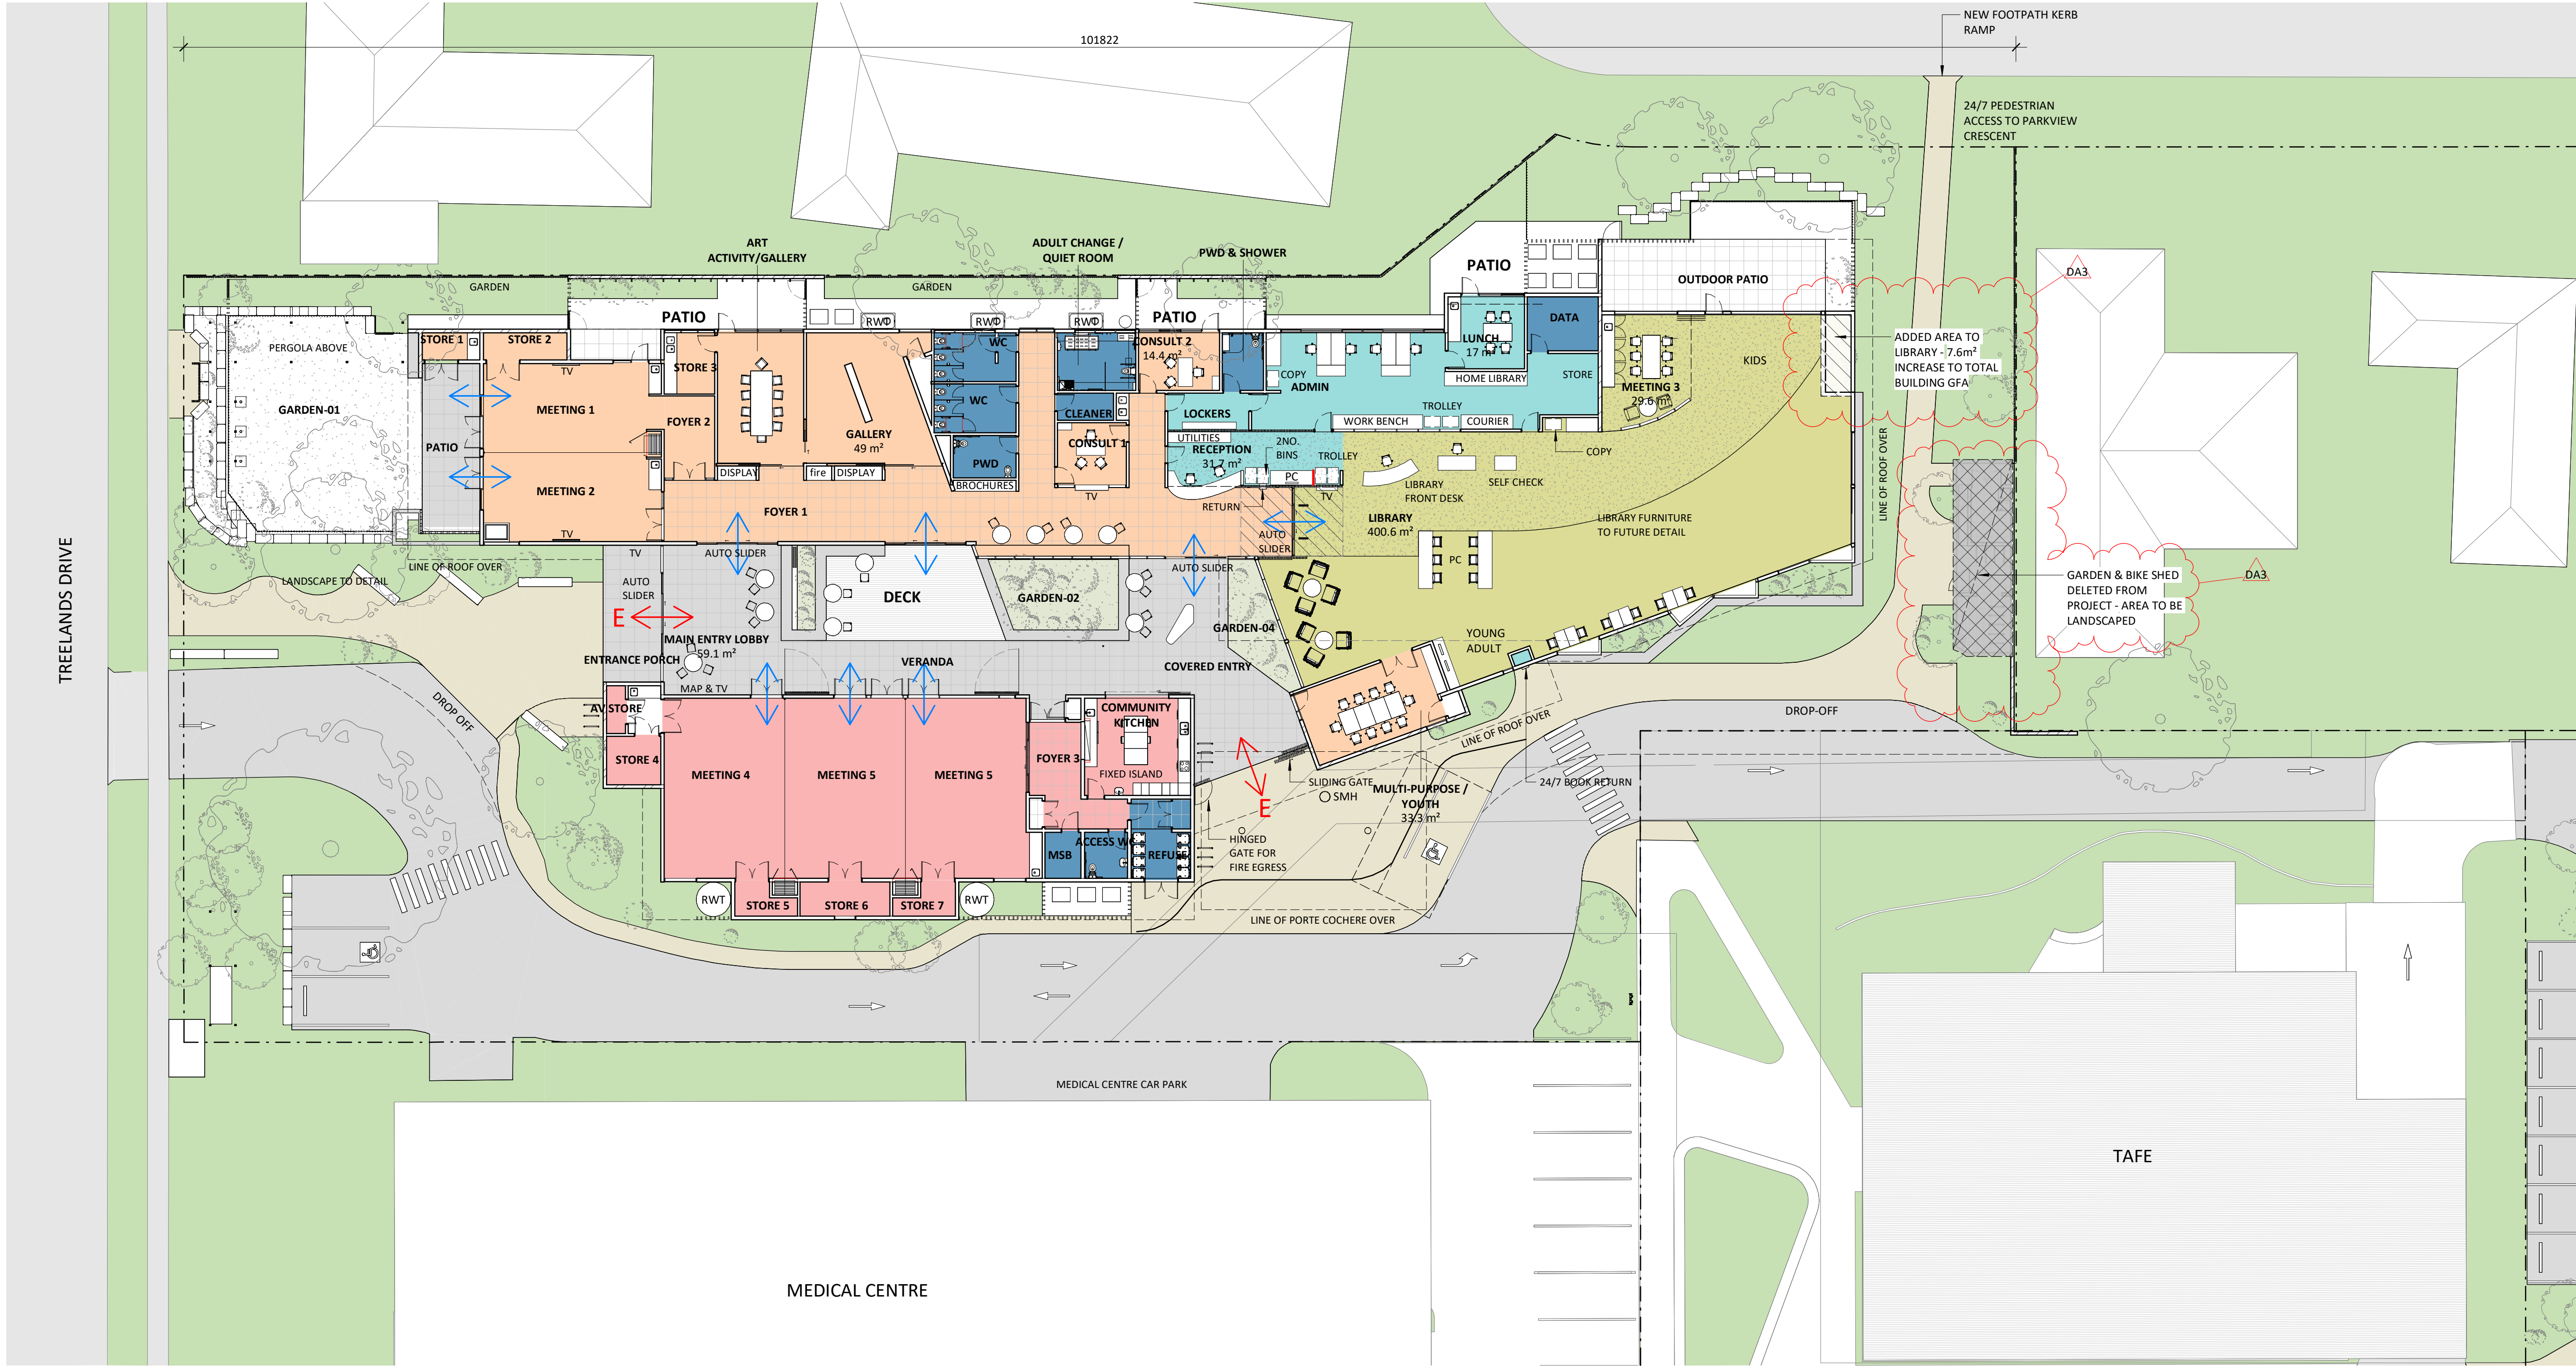 NEW FOOTPATH KERB
RAMP
101822
24/7 PEDESTRIAN
ACCESS TO PARKVIEW
CRESCENT
ART
ACTIVITY/GALLERY
ADULT CHANGE /
QUIET ROOM
PWD & SHOWER
PATIO
OUTDOOR PATIO
DA3
GARDEN
GARDEN
PATIO
RWT
RWT
RWT
PATIO
DATA
PERGOLA ABOVE
STORE 1
STORE 2
WC
CONSULT 2
14.4 m²
LUNCH
17 m²
ADDED AREA TO
LIBRARY - 7.6m²
INCREASE TO TOTAL
BUILDING GFA
KIDS
TV
STORE 3
COPY
ADMIN
HOME LIBRARY
STORE
MEETING 3
29.6 m²
GARDEN-01
MEETING 1
WC
CLEANER
LOCKERS
TROLLEY
WORK BENCH
COURIER
FOYER 2
GALLERY
49 m²
CONSULT 1
UTILITIES
RECEPTION
31.7 m²
2NO.
BINS
TROLLEY
COPY
PATIO
PWD
DISPLAY
fire
DISPLAY
BROCHURES
PC
LIBRARY
FRONT DESK
SELF CHECK
MEETING 2
TV
TV
RETURN
FOYER 1
LIBRARY
400.6 m²
LIBRARY FURNITURE
TO FUTURE DETAIL
LINE OF ROOF OVER
TV
AUTO
SLIDER
TV
AUTO SLIDER
AUTO SLIDER
PC
LINE OF ROOF OVER
LANDSCAPE TO DETAIL
AUTO
SLIDER
DECK
GARDEN-02
GARDEN & BIKE SHED
DELETED FROM
PROJECT - AREA TO BE
LANDSCAPED
DA3
TREELANDS DRIVE
E
GARDEN-04
MAIN ENTRY LOBBY
59.1 m²
YOUNG
ADULT
ENTRANCE PORCH
VERANDA
COVERED ENTRY
MAP & TV
DROP OFF
AV STORE
COMMUNITY
KITCHEN
DROP-OFF
LINE OF ROOF OVER
STORE 4
FOYER 3
MEETING 4
MEETING 5
MEETING 5
FIXED ISLAND
SLIDING GATE
SMH
24/7 BOOK RETURN
MULTI-PURPOSE /
YOUTH
33.3 m²
E
HINGED
GATE FOR
FIRE EGRESS
MSB
ACCESS WC
REFUSE
RWT
STORE 5
STORE 6
STORE 7
RWT
LINE OF PORTE COCHERE OVER
MEDICAL CENTRE CAR PARK
TAFE
MEDICAL CENTRE